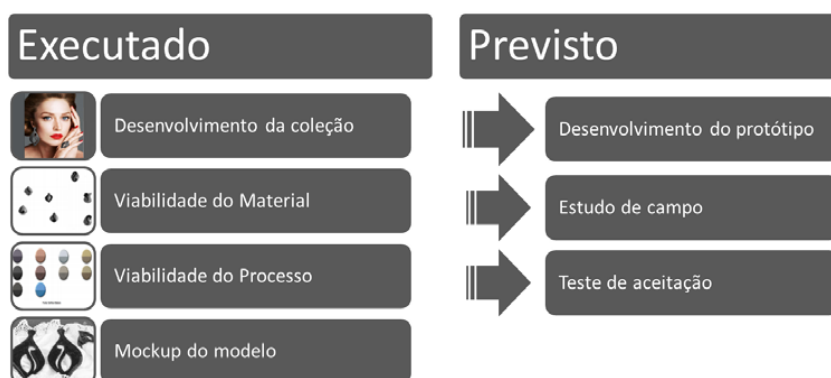 Executado
Desenvolvimento da coleção
Viabilidade do Material
Viabilidade do Processo
Mockup do modelo
Previsto
Desenvolvimento do protótipo
Estudo de campo
Teste de aceitação